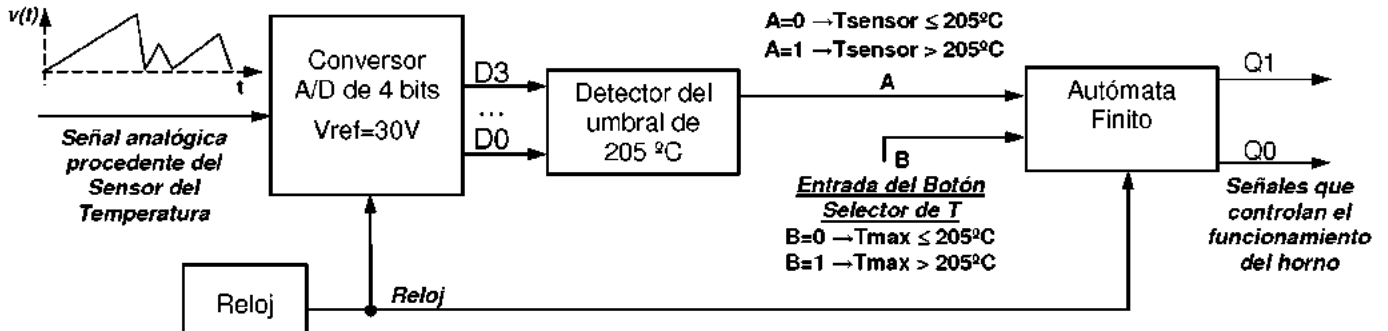 v(t)
t
Señal analógica
procedente del
Sensor del
Temperatura
Conversor
A/D de 4 bits
Vref=30V
D3
...
D0
Detector del
umbral de
205 ºC
A=0 →Tsensor ≤ 205ºC
A=1 →Tsensor > 205ºC
A
B
Entrada del Botón
Selector de T
B=0 →Tmax ≤ 205ºC
B=1 →Tmax > 205ºC
Autómata
Finito
Q1
Q0
Señales que
controlan el
funcionamiento
del horno
Reloj
Reloj